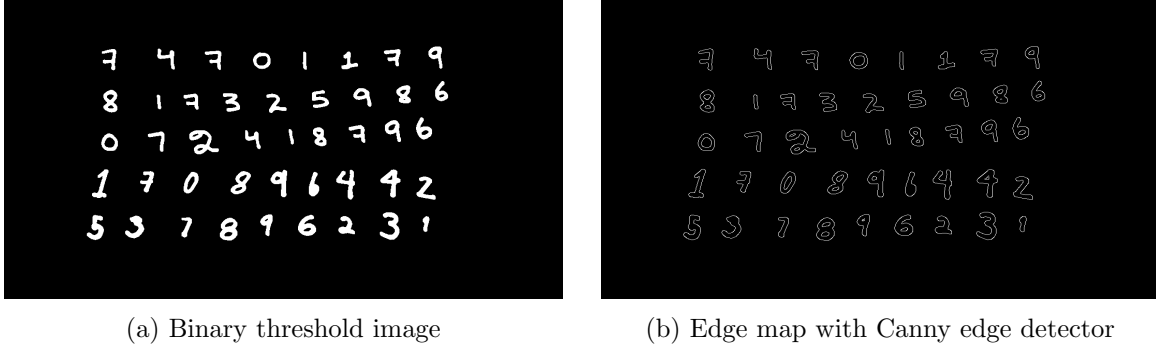 7 4 7 0 1 1 7 9
8 1 7 3 2 5 9 8 6
0 7 2 4 1 8 7 9 6
1 7 0 8 9 6 4 4 2
5 3 7 8 9 6 2 3 1
(a) Binary threshold image
7 4 7 0 1 1 7 9
8 1 7 3 2 5 9 8 6
0 7 2 4 1 8 7 9 6
1 7 0 8 9 6 4 4 2
5 3 7 8 9 6 2 3 1
(b) Edge map with Canny edge detector